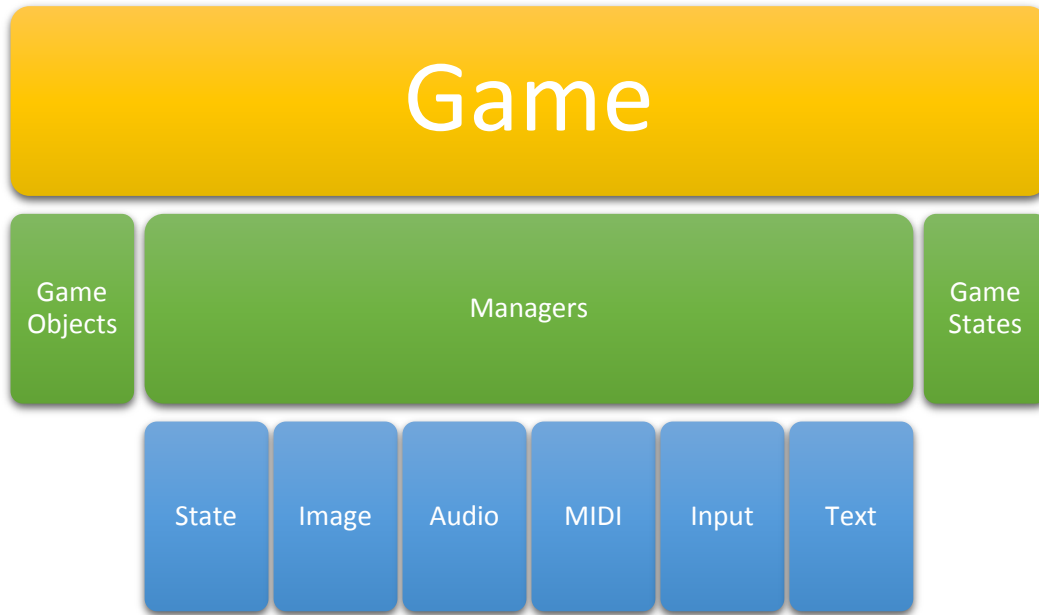 Game
Game
Objects
Managers
Game
States
State
Image
Audio
MIDI
Input
Text